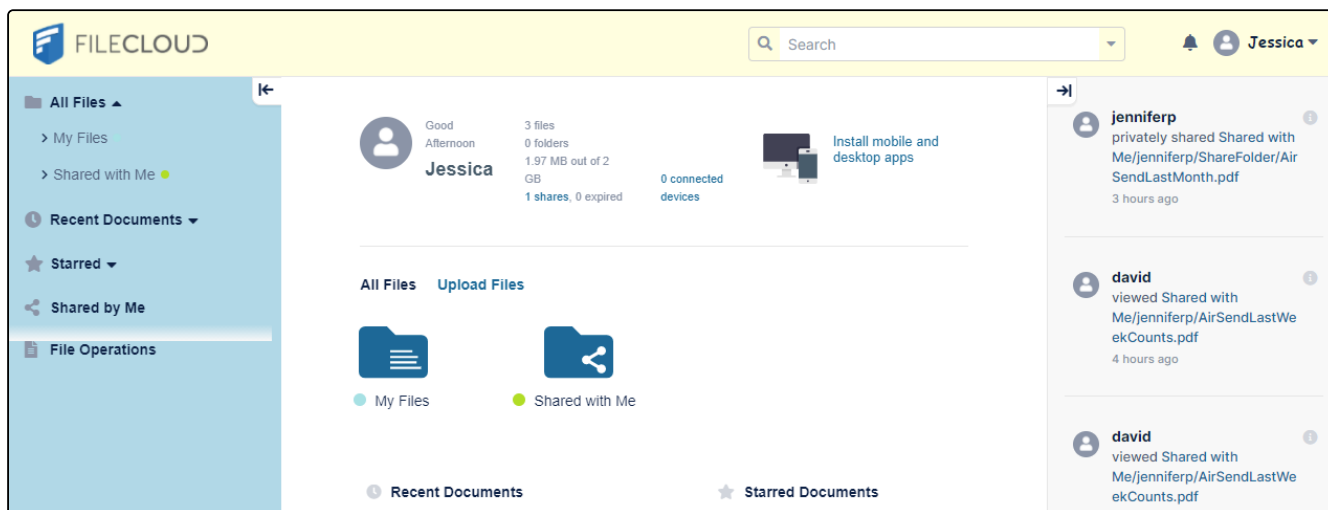 FILECLOUD
Search
Jessica
All Files
My Files
Shared with Me
Recent Documents
Starred
Shared by Me
File Operations
Good
Afternoon
Jessica
3 files
0 folders
1.97 MB out of 2
GB
1 shares, 0 expired
0 connected
devices
Install mobile and
desktop apps
All Files Upload Files
My Files
Shared with Me
Recent Documents
Starred Documents
jenniferp
privately shared Shared with
Me/jenniferp/ShareFolder/Air
SendLastMonth.pdf
3 hours ago
david
viewed Shared with
Me/jenniferp/AirSendLastWe
ekCounts.pdf
4 hours ago
david
viewed Shared with
Me/jenniferp/AirSendLastWe
ekCounts.pdf